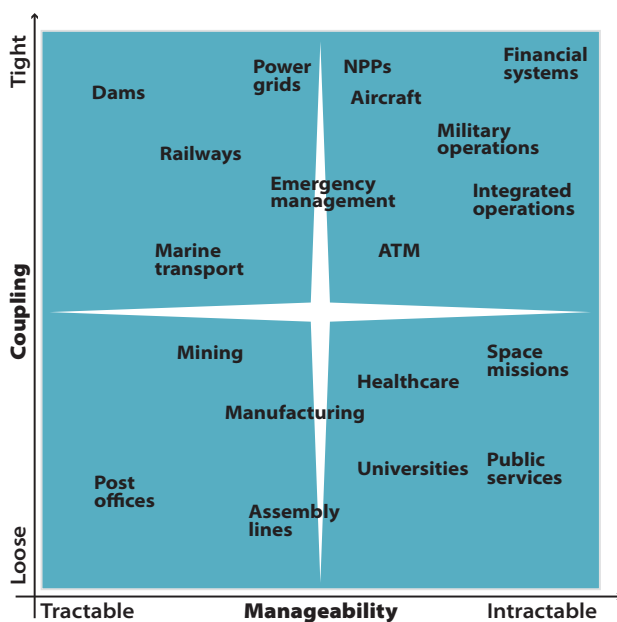 Tight
Coupling
Loose
Dams
Power
grids
NPPs
Aircraft
Financial
systems
Railways
Military
operations
Emergency
management
Integrated
operations
Marine
transport
ATM
Mining
Healthcare
Space
missions
Manufacturing
Universities
Public
services
Post
offices
Assembly
lines
Tractable
Manageability
Intractable